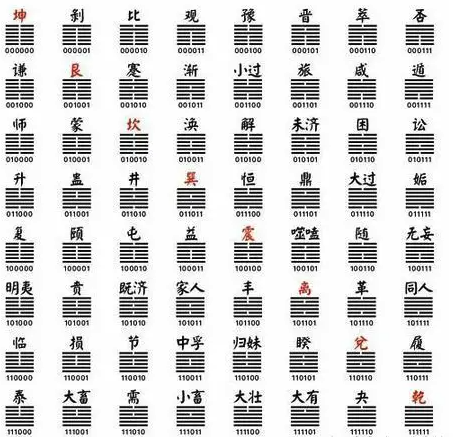 坤 剥 比 观 豫 晋 萃 否
000000 000001 000010 000011 000100 000101 000110 000111
谦 艮 蹇 渐 小过 旅 咸 遁
001000 001001 001010 001011 001100 001101 001110 001111
师 蒙 坎 涣 解 未济 困 讼
010000 010001 010010 010011 010100 010101 010110 010111
升 蛊 井 巽 恒 鼎 大过 姤
011000 011001 011010 011011 011100 011101 011110 011111
复 颐 屯 益 震 噬嗑 随 无妄
100000 100001 100010 100011 100100 100101 100110 100111
明夷 贲 既济 家人 丰 离 革 同人
101000 101001 101010 101011 101100 101101 101110 101111
临 损 节 中孚 归妹 睽 兑 履
110000 110001 110010 110011 110100 110101 110110 110111
泰 大畜 需 小畜 大壮 大有 夬 乾
111000 111001 111010 111011 111100 111101 111110 111111